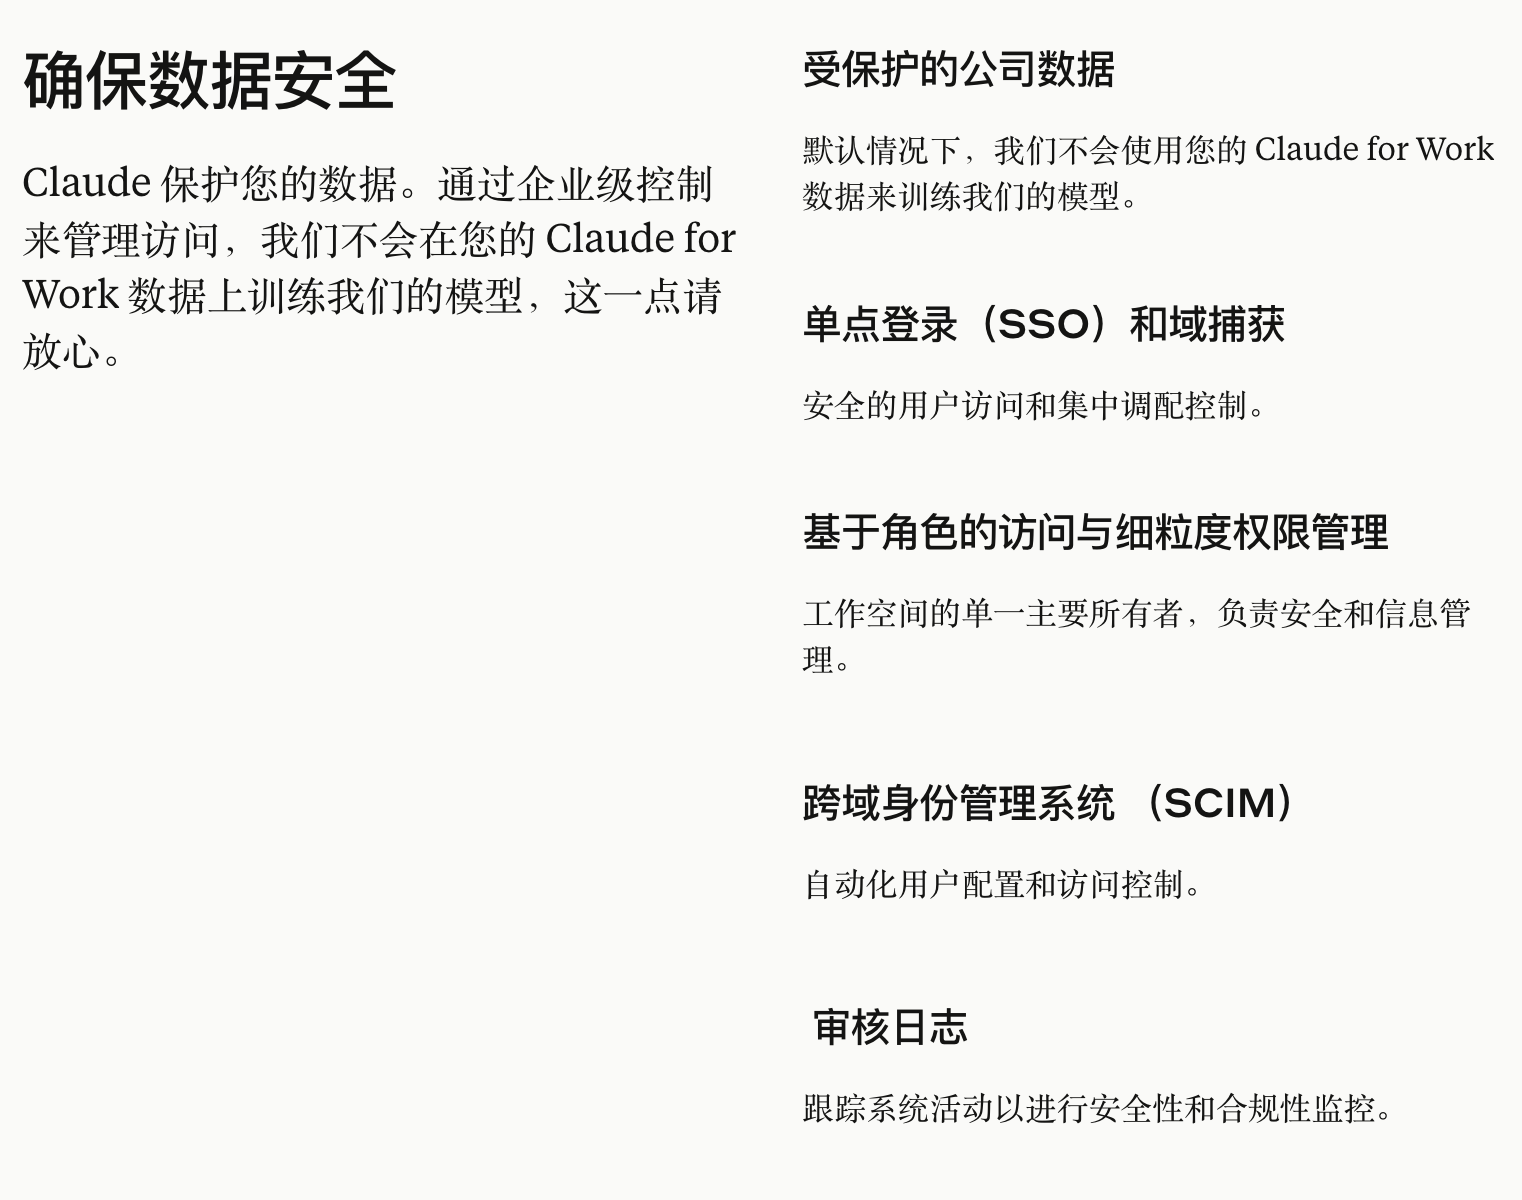 确保数据安全
Claude 保护您的数据。通过企业级控制
来管理访问，我们不会在您的 Claude for
Work 数据上训练我们的模型，这一点请
放心。
受保护的公司数据
默认情况下，我们不会使用您的 Claude for Work
数据来训练我们的模型。
单点登录（SSO）和域捕获
安全的用户访问和集中调配控制。
基于角色的访问与细粒度权限管理
工作空间的单一主要所有者，负责安全和信息管
理。
跨域身份管理系统 （SCIM）
自动化用户配置和访问控制。
审核日志
跟踪系统活动以进行安全性和合规性监控。